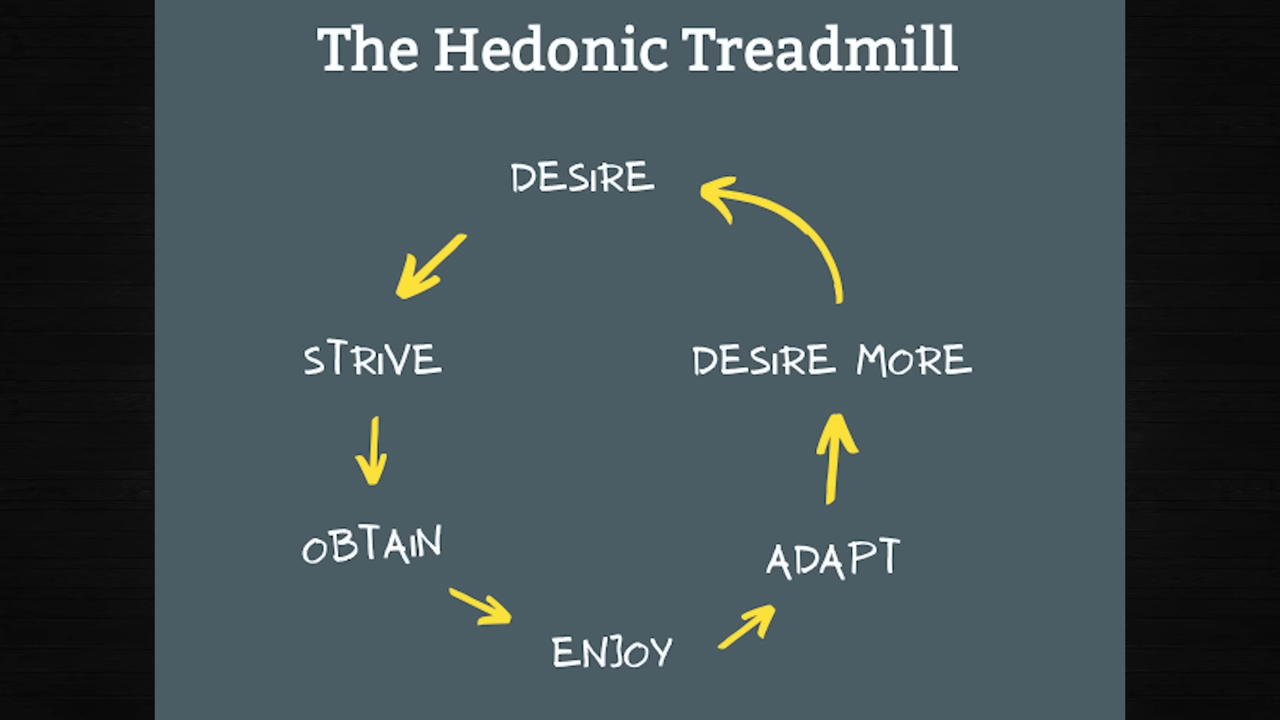 The Hedonic Treadmill
DESIRE
STRIVE
OBTAIN
ENJOY
ADAPT
DESIRE MORE